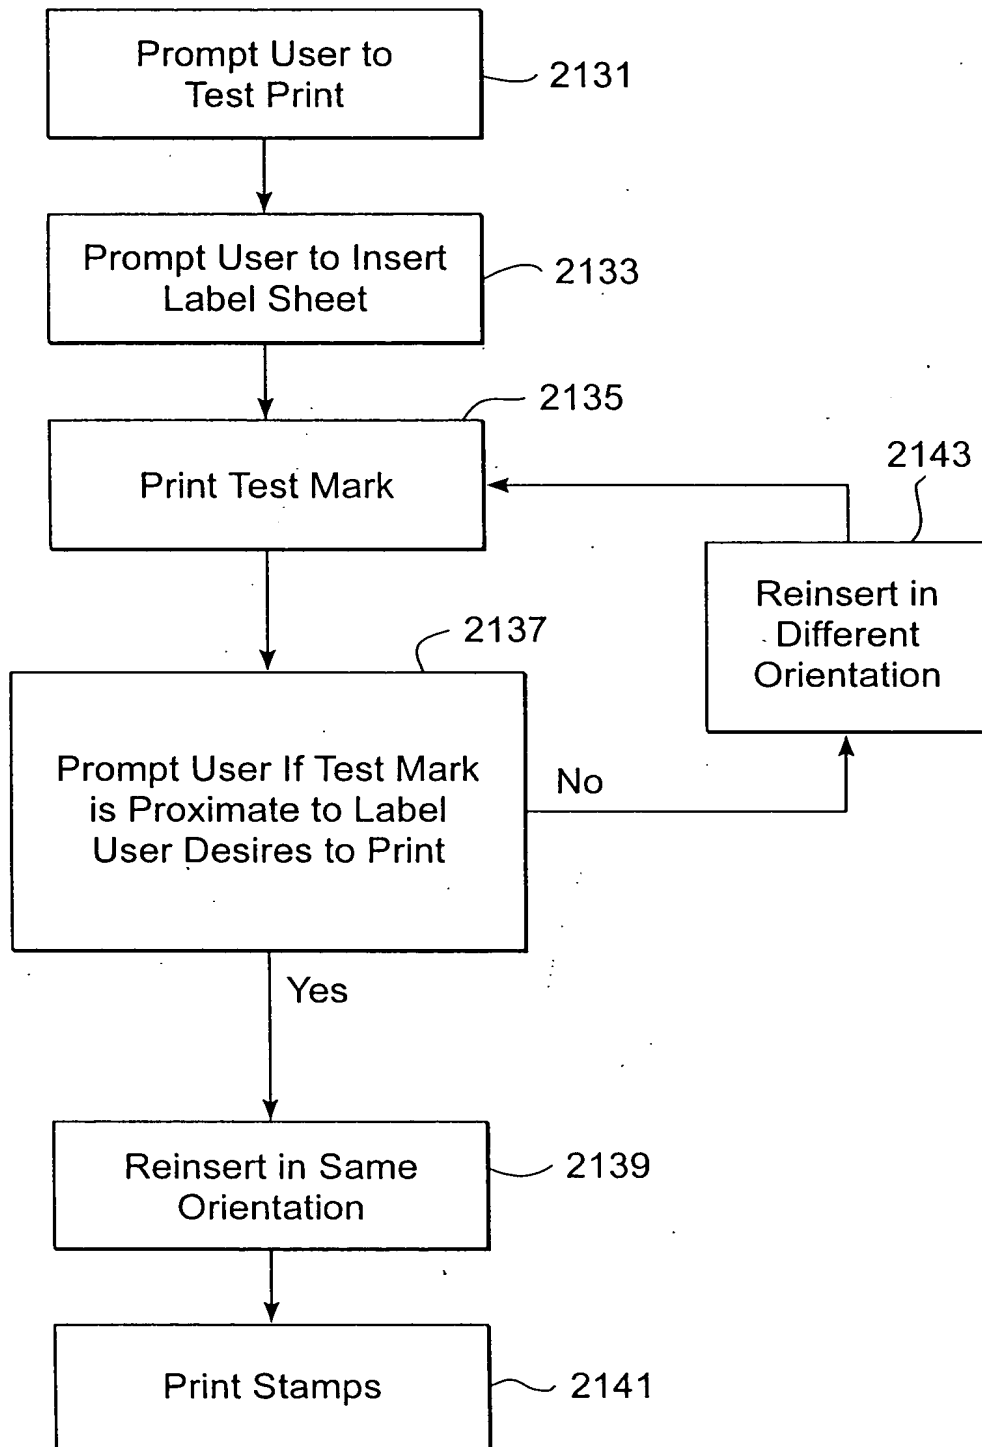 Prompt User to
Test Print
2131
Prompt User to Insert
Label Sheet
2133
2135
Print Test Mark
2143
Reinsert in
Different
Orientation
2137
Prompt User If Test Mark
is Proximate to Label
User Desires to Print
No
Yes
Reinsert in Same
Orientation
2139
Print Stamps
2141